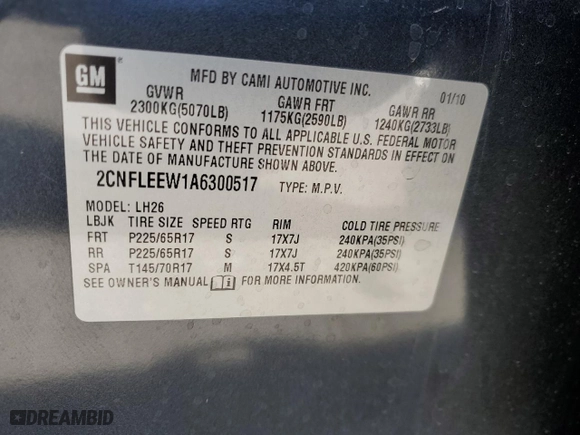 GM
MFD BY CAMI AUTOMOTIVE INC.
01/10
GVWR GAWR FRT GAWR RR
2300KG(5070LB) 1175KG(2590LB) 1240KG(2733LB)
THIS VEHICLE CONFORMS TO ALL APPLICABLE U.S. FEDERAL MOTOR
VEHICLE SAFETY AND THEFT PREVENTION STANDARDS IN EFFECT ON
THE DATE OF MANUFACTURE SHOWN ABOVE.
2CNFLEEW1A6300517 TYPE: M.P.V.
MODEL: LH26
LBJK TIRE SIZE SPEED RTG RIM COLD TIRE PRESSURE
FRT P225/65R17 S 17X7J 240KPA(35PSI)
RR P225/65R17 S 17X7J 240KPA(35PSI)
SPA T145/70R17 M 17X4.5T 420KPA(60PSI)
SEE OWNER'S MANUAL FOR MORE INFORMATION.
DREAMBID